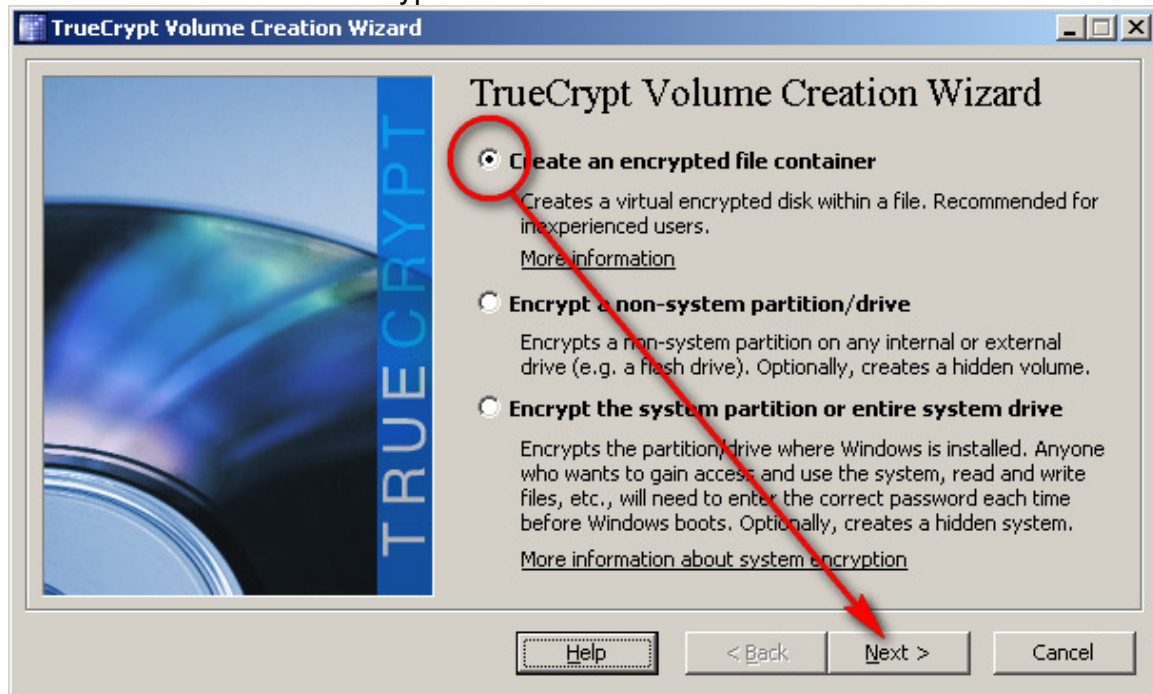 TrueCrypt Volume Creation Wizard
TRUECRYPT
TrueCrypt Volume Creation Wizard
Create an encrypted file container
Creates a virtual encrypted disk within a file. Recommended for
inexperienced users.
More information
Encrypt a non-system partition/drive
Encrypts a non-system partition on any internal or external
drive (e.g. a flash drive). Optionally, creates a hidden volume.
Encrypt the system partition or entire system drive
Encrypts the partition/drive where Windows is installed. Anyone
who wants to gain access and use the system, read and write
files, etc., will need to enter the correct password each time
before Windows boots. Optionally, creates a hidden system.
More information about system encryption
Help
< Back
Next >
Cancel